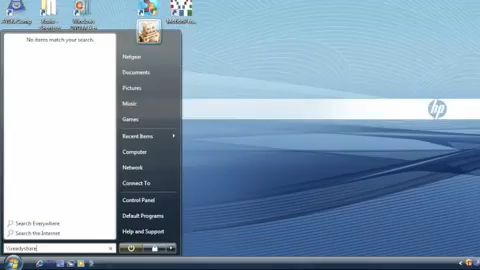 Windows
No items match your search.
Netgear
Documents
Pictures
Music
Games
Recent Items
Computer
Network
Connect To
Control Panel
Default Programs
Help and Support
Search Everywhere
Search the Internet
\\readyshare
hp